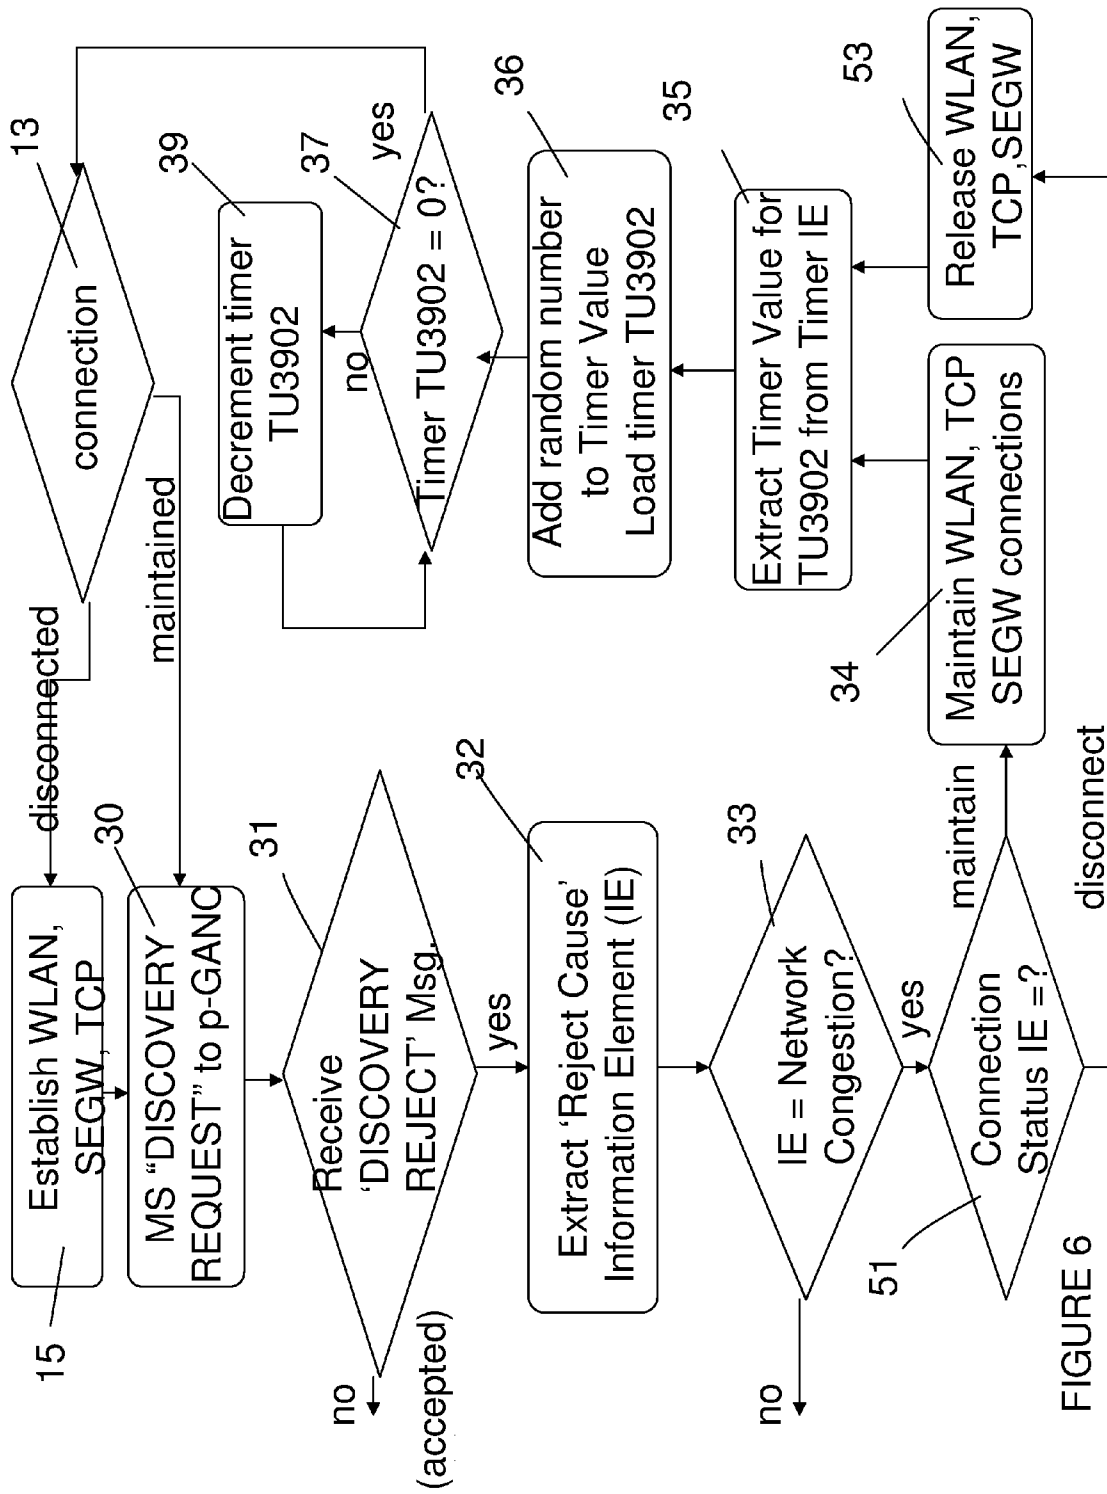 15
Establish WLAN,
SEGW, TCP
30
MS “DISCOVERY
REQUEST” to p-GANC
31
Receive
‘DISCOVERY
REJECT’ Msg.
no
(accepted)
yes
32
Extract ‘Reject Cause’
Information Element (IE)
33
IE = Network
Congestion?
no
yes
51
Connection
Status IE =?
maintain
disconnect
34
Maintain WLAN, TCP
SEGW connections
53
Release WLAN,
TCP,SEGW
35
Extract Timer Value for
TU3902 from Timer IE
36
Add random number
to Timer Value
Load timer TU3902
37
Timer TU3902 = 0?
no
yes
39
Decrement timer
TU3902
13
connection
disconnected
maintained
FIGURE 6